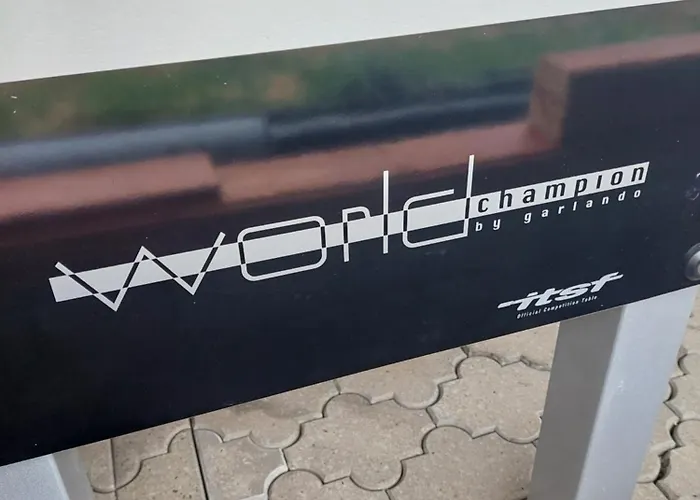 world champion
by garlando
itsf
Official Competition Table